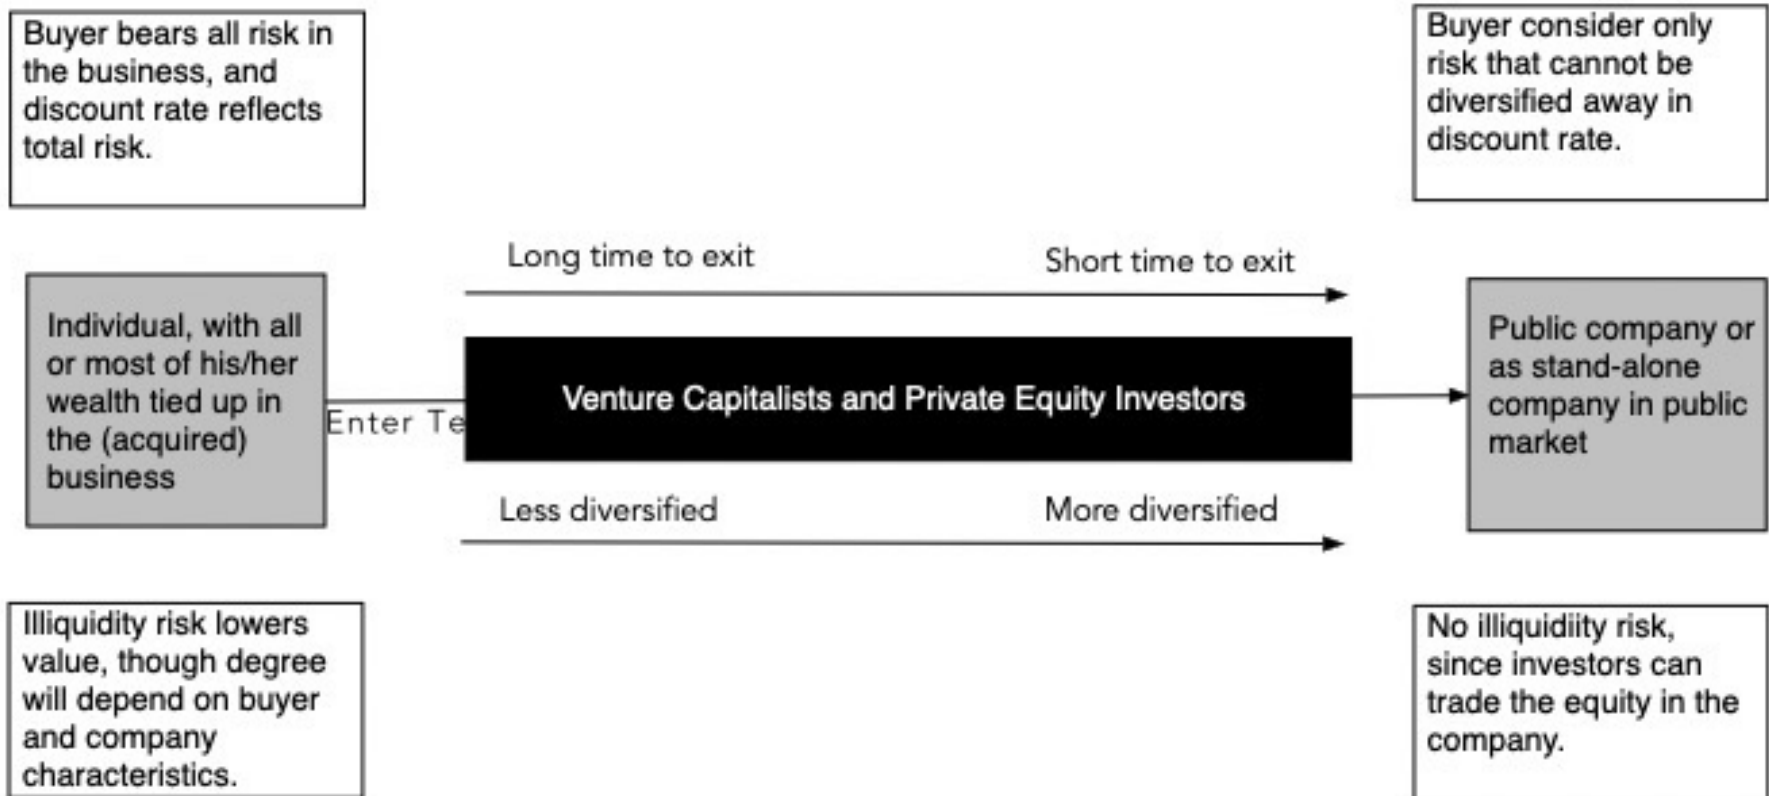 Buyer bears all risk in
the business, and
discount rate reflects
total risk.
Buyer consider only
risk that cannot be
diversified away in
discount rate.
Long time to exit
Short time to exit
Individual, with all
or most of his/her
wealth tied up in
the (acquired)
business
Enter Te
Venture Capitalists and Private Equity Investors
Public company or
as stand-alone
company in public
market
Less diversified
More diversified
Illiquidity risk lowers
value, though degree
will depend on buyer
and company
characteristics.
No illiquidiity risk,
since investors can
trade the equity in the
company.